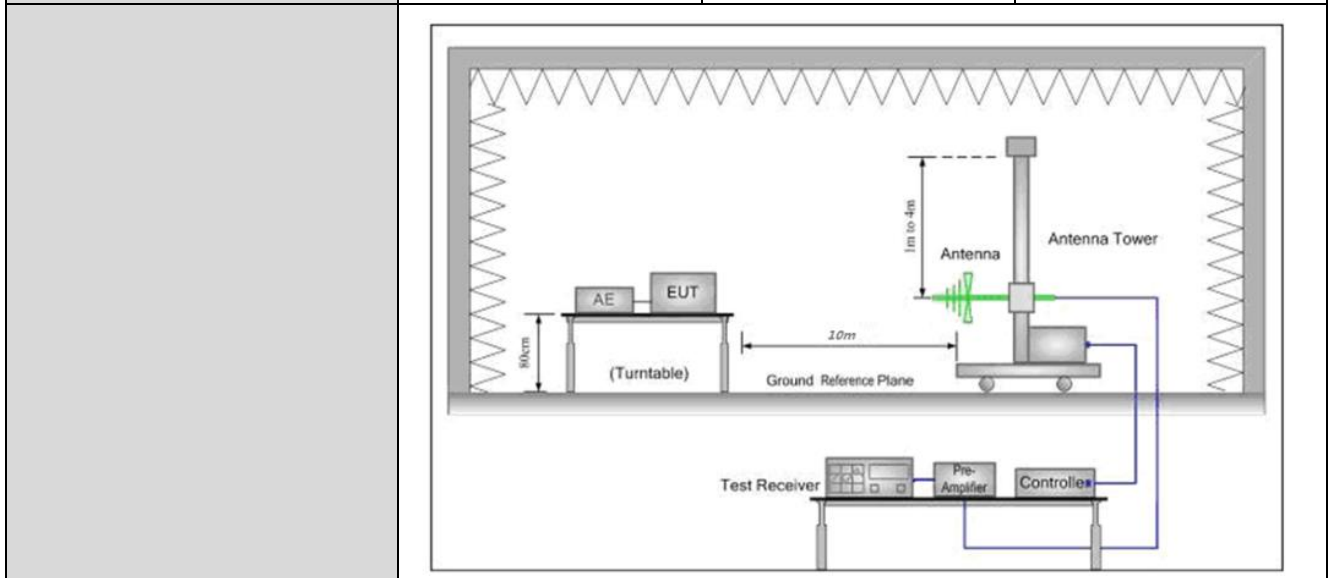 1m to 4m
Antenna Tower
Antenna
AE
EUT
80cm
10m
(Turntable)
Ground Reference Plane
Test Receiver
Pre-
Amplifier
Controller